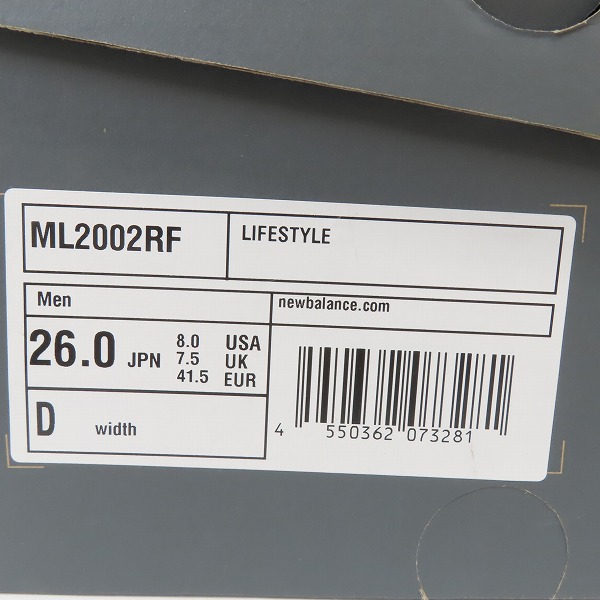 ML2002RF
LIFESTYLE
Men
newbalance.com
26.0 JPN
8.0 USA
7.5 UK
41.5 EUR
D width
4 550362 073281